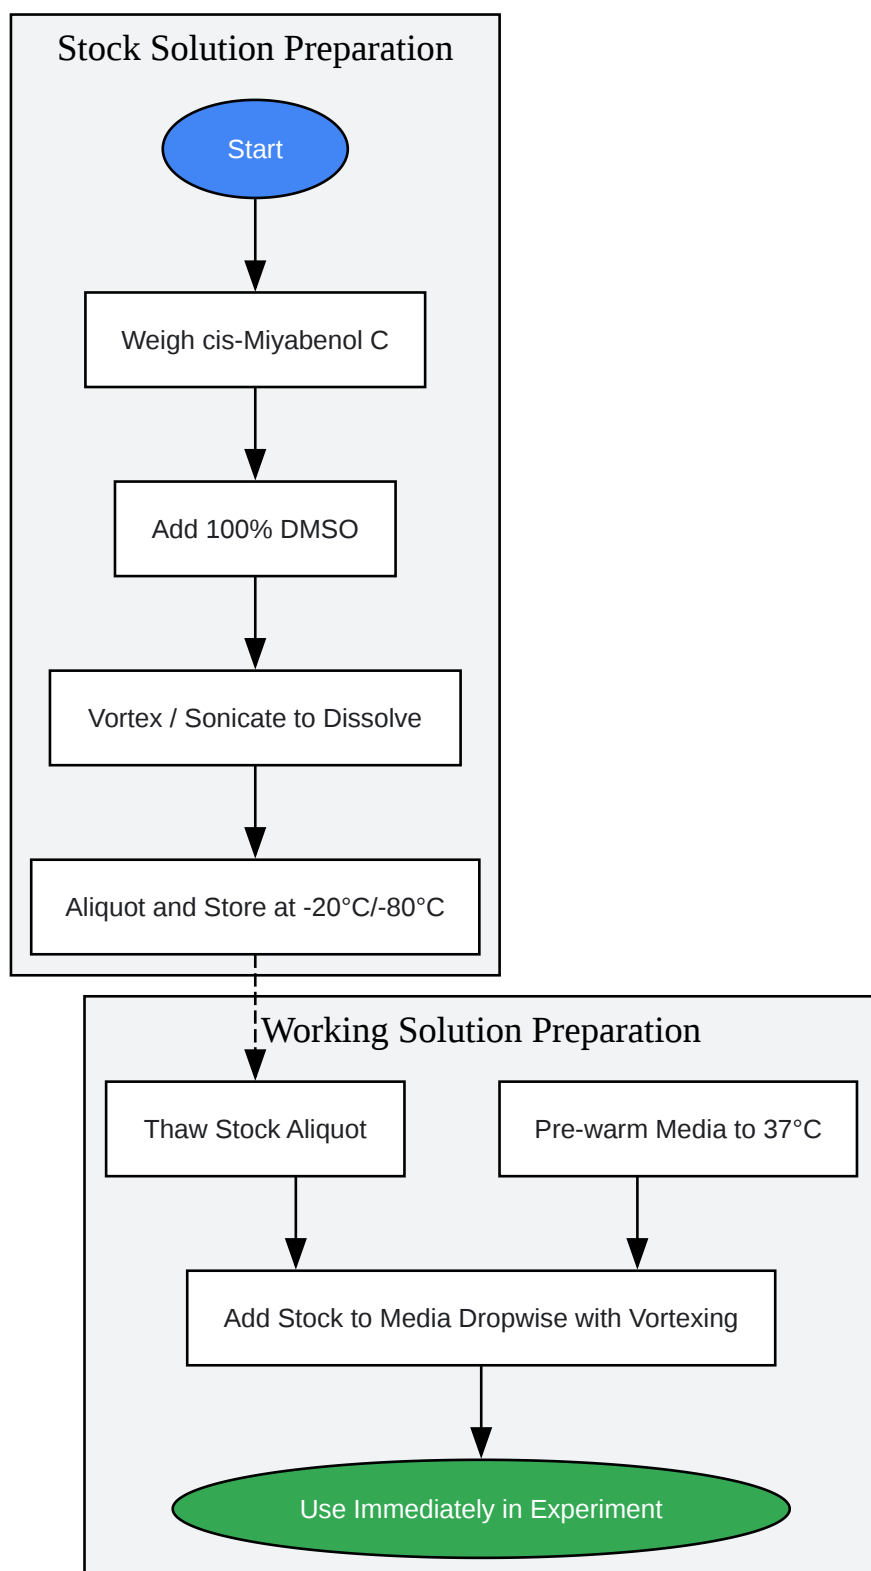 Stock Solution Preparation
Start
Weigh cis-Miyabenol C
Add 100% DMSO
Vortex / Sonicate to Dissolve
Aliquot and Store at -20°C/-80°C
Working Solution Preparation
Thaw Stock Aliquot
Pre-warm Media to 37°C
Add Stock to Media Dropwise with Vortexing
Use Immediately in Experiment